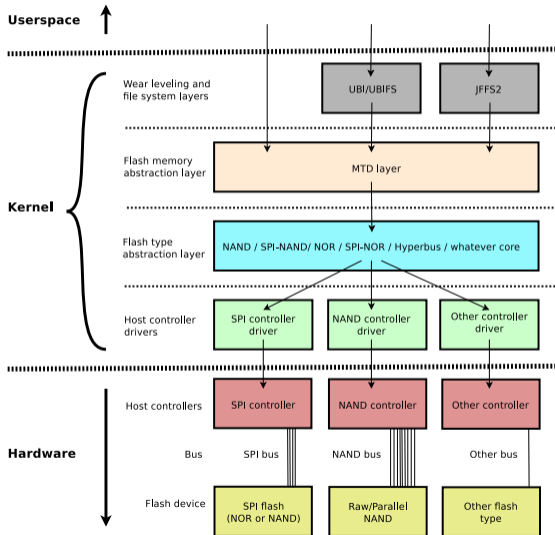 Userspace
Wear leveling and
file system layers
UBI/UBIFS
JFFS2
Flash memory
abstraction layer
MTD layer
Kernel
Flash type
abstraction layer
NAND / SPI-NAND/ NOR / SPI-NOR / Hyperbus / whatever core
Host controller
drivers
SPI controller
driver
NAND controller
driver
Other controller
driver
Host controllers
SPI controller
NAND controller
Other controller
Hardware
Bus
SPI bus
NAND bus
Other bus
Flash device
SPI flash
(NOR or NAND)
Raw/Parallel
NAND
Other flash
type